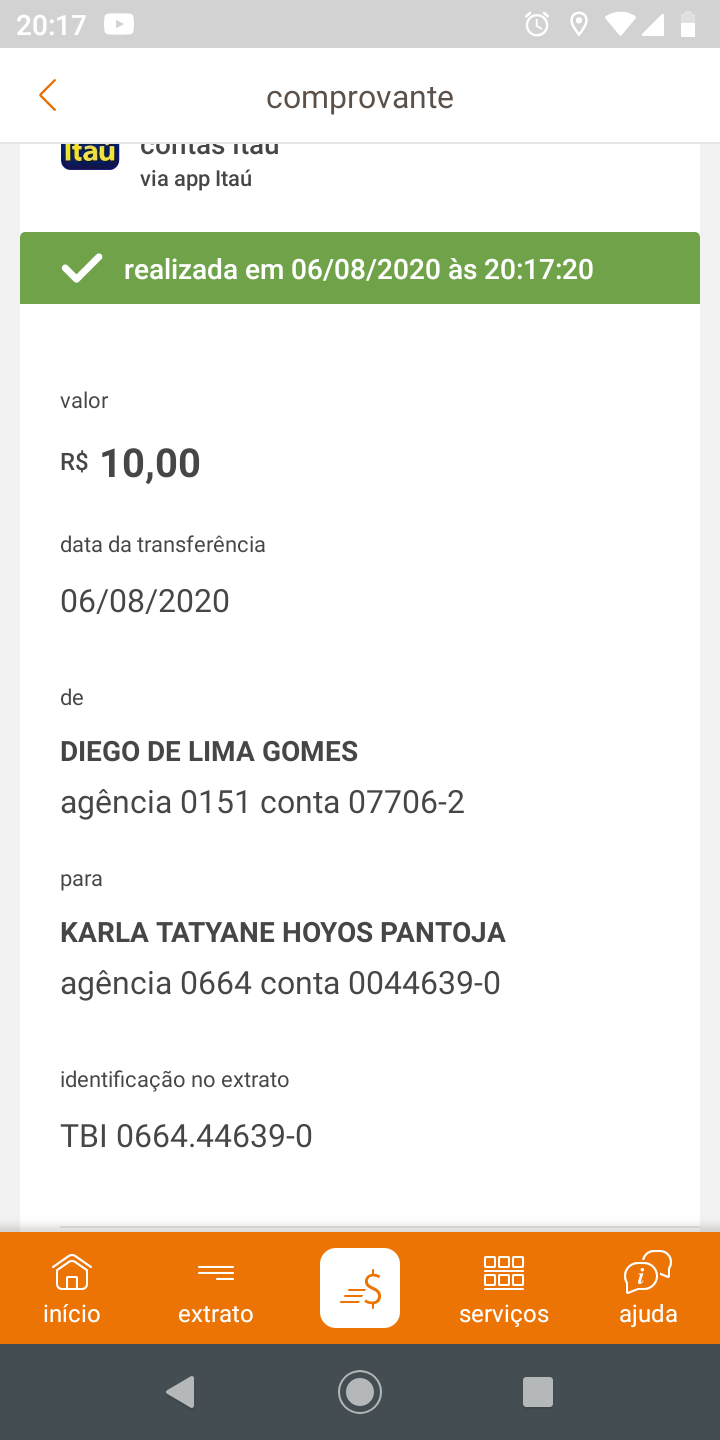 20:17
comprovante
Itaú
contas Itaú
via app Itaú
realizada em 06/08/2020 às 20:17:20
valor
R$ 10,00
data da transferência
06/08/2020
de
DIEGO DE LIMA GOMES
agência 0151 conta 07706-2
para
KARLA TATYANE HOYOS PANTOJA
agência 0664 conta 0044639-0
identificação no extrato
TBI 0664.44639-0
início
extrato
serviços
ajuda